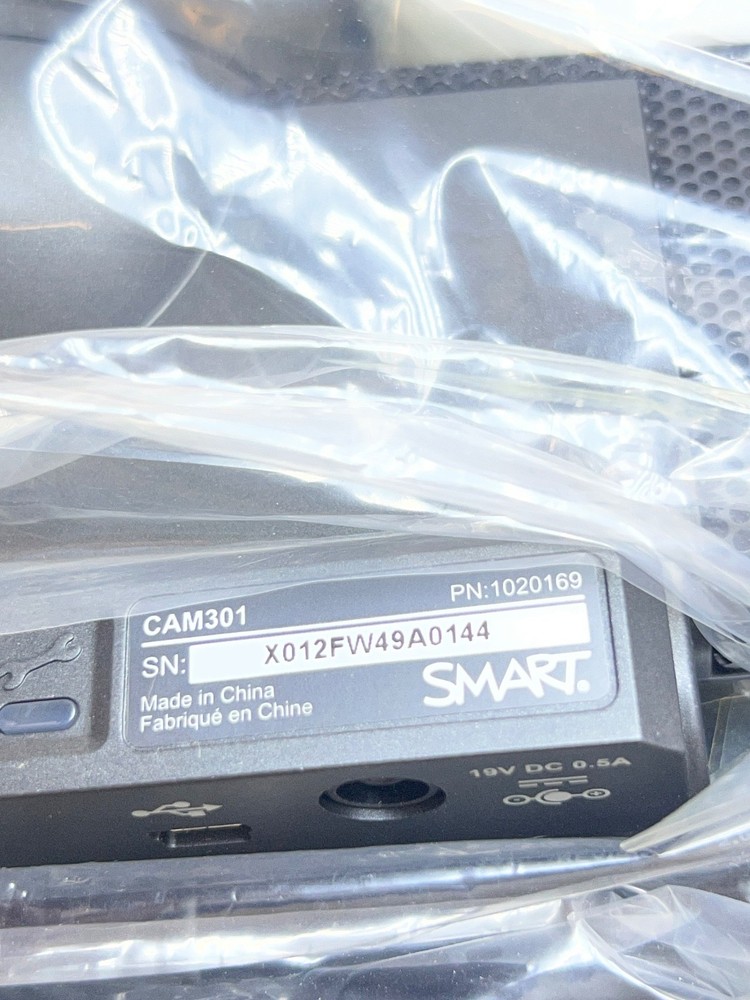 PN:1020169
CAM301
SN: X012FW49A0144
Made in China
Fabriqué en Chine
SMART
19V DC 0.5A